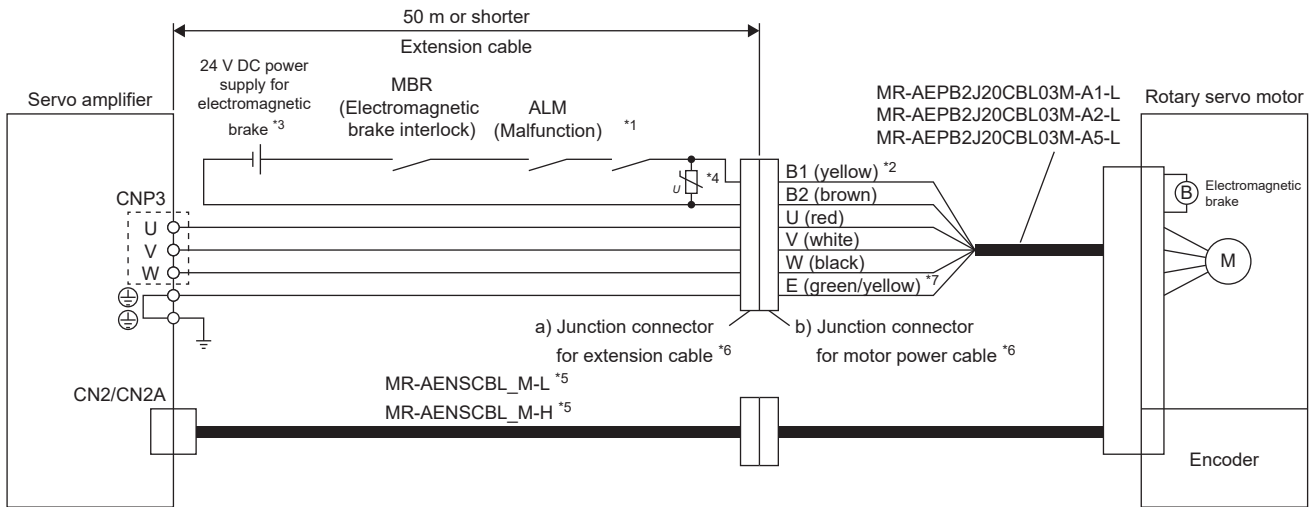 50 m or shorter
Extension cable
24 V DC power
supply for
electromagnetic
brake *3
MBR
(Electromagnetic
brake interlock)
ALM
(Malfunction)
*1
Servo amplifier
MR-AEPB2J20CBL03M-A1-L
MR-AEPB2J20CBL03M-A2-L
MR-AEPB2J20CBL03M-A5-L
Rotary servo motor
U
*4
B1 (yellow) *2
B2 (brown)
U (red)
V (white)
W (black)
E (green/yellow) *7
B
Electromagnetic
brake
M
CNP3
U
V
W
a) Junction connector
for extension cable *6
b) Junction connector
for motor power cable *6
CN2/CN2A
MR-AENSCBL_M-L *5
MR-AENSCBL_M-H *5
Encoder